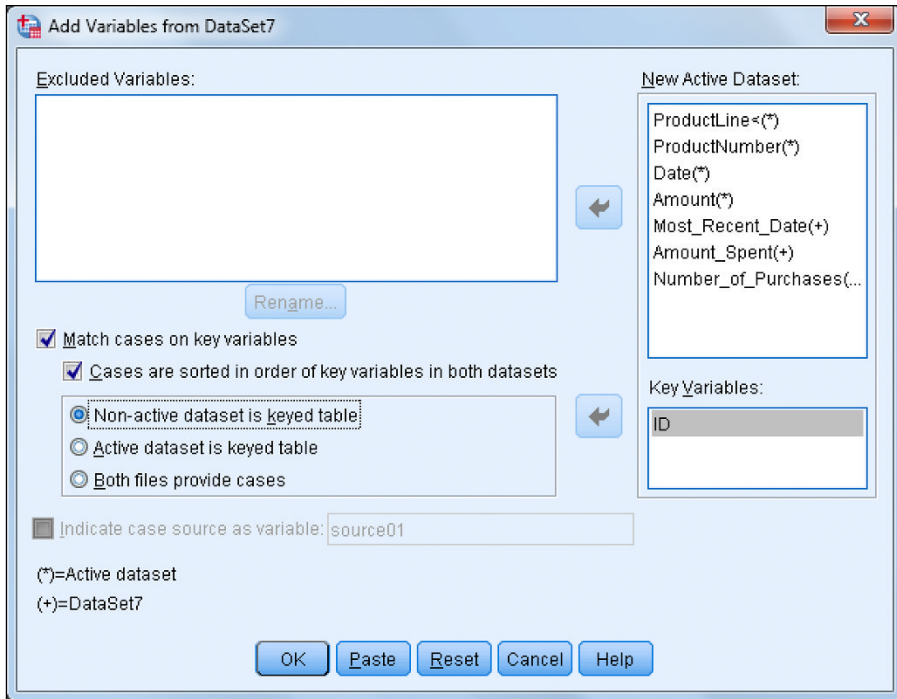 Add Variables from DataSet7
Excluded Variables:
Rename...
Match cases on key variables
Cases are sorted in order of key variables in both datasets
Non-active dataset is keyed table
Active dataset is keyed table
Both files provide cases
Indicate case source as variable: source01
(*)=Active dataset
(+)=DataSet7
New Active Dataset:
ProductLine<(*)
ProductNumber(*)
Date(*)
Amount(*)
Most_Recent_Date(+)
Amount_Spent(+)
Number_of_Purchases(...
Key Variables:
ID
OK Paste Reset Cancel Help